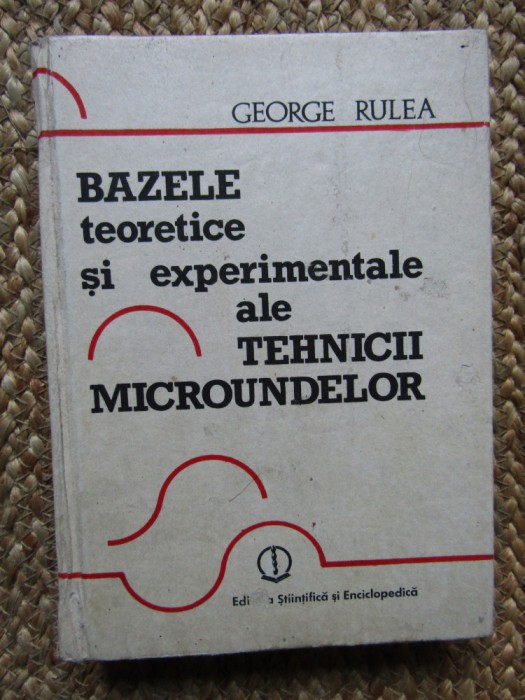 GEORGE RULEA
BAZELE
teoretice
și experimentale
ale
TEHNICII
MICROUNDELOR
Științifică și Enciclopedică